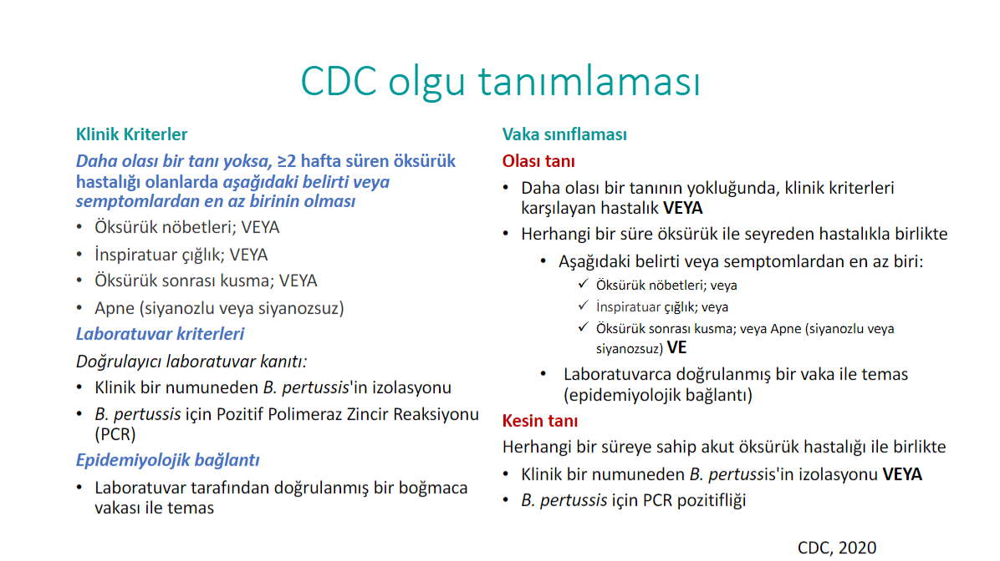 CDC olgu tanımlaması
Klinik Kriterler
Daha olası bir tanı yoksa, ≥2 hafta süren öksürük
hastalığı olanlarda aşağıdaki belirti veya
semptomlardan en az birinin olması
• Öksürük nöbetleri; VEYA
• İnspiratuar çığlık; VEYA
• Öksürük sonrası kusma; VEYA
• Apne (siyanozlu veya siyanozsuz)
Laboratuvar kriterleri
Doğrulayıcı laboratuvar kanıtı:
• Klinik bir numuneden B. pertussis'in izolasyonu
• B. pertussis için Pozitif Polimeraz Zincir Reaksiyonu
(PCR)
Epidemiyolojik bağlantı
• Laboratuvar tarafından doğrulanmış bir boğmaca
vakası ile temas
Vaka sınıflaması
Olası tanı
• Daha olası bir tanının yokluğunda, klinik kriterleri
karşılayan hastalık VEYA
• Herhangi bir süre öksürük ile seyreden hastalıkla birlikte
• Aşağıdaki belirti veya semptomlardan en az biri:
✓ Öksürük nöbetleri; veya
✓ İnspiratuar çığlık; veya
✓ Öksürük sonrası kusma; veya Apne (siyanozlu veya
siyanozsuz) VE
• Laboratuvarca doğrulanmış bir vaka ile temas
(epidemiyolojik bağlantı)
Kesin tanı
Herhangi bir süreye sahip akut öksürük hastalığı ile birlikte
• Klinik bir numuneden B. pertussis'in izolasyonu VEYA
• B. pertussis için PCR pozitifliği
CDC, 2020